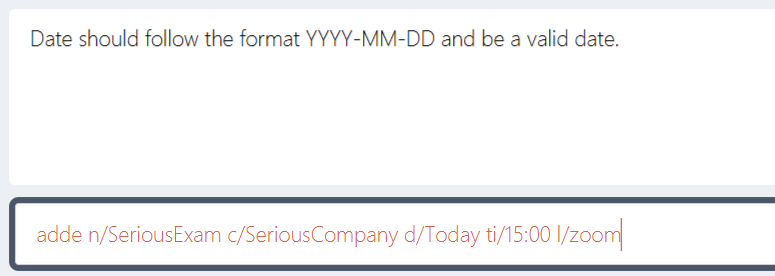 Date should follow the format YYYY-MM-DD and be a valid date.
adde n/SeriousExam c/SeriousCompany d/Today ti/15:00 l/zoom